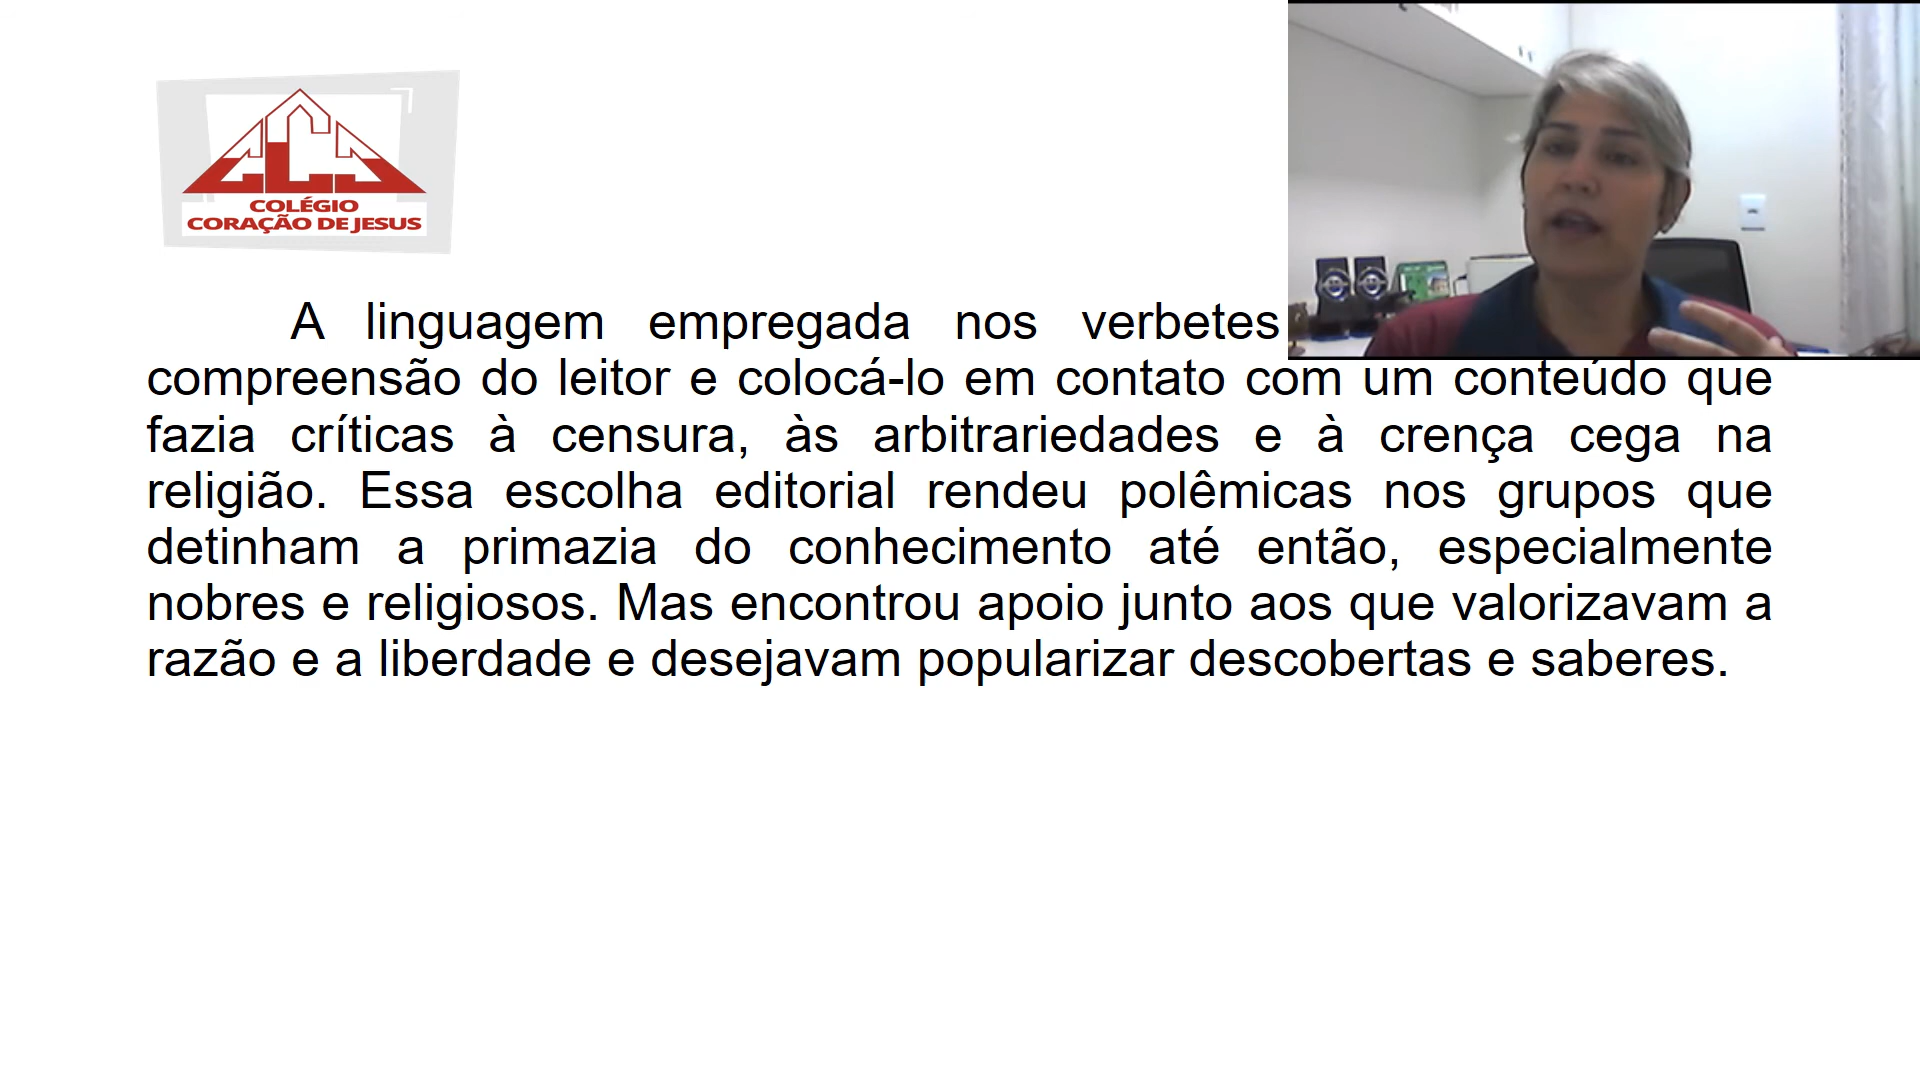 COLÉGIO
CORAÇÃO DE JESUS
A linguagem empregada nos verbetes
compreensão do leitor e colocá-lo em contato com um conteúdo que
fazia críticas à censura, às arbitrariedades e à crença cega na
religião. Essa escolha editorial rendeu polêmicas nos grupos que
detinham a primazia do conhecimento até então, especialmente
nobres e religiosos. Mas encontrou apoio junto aos que valorizavam a
razão e a liberdade e desejavam popularizar descobertas e saberes.